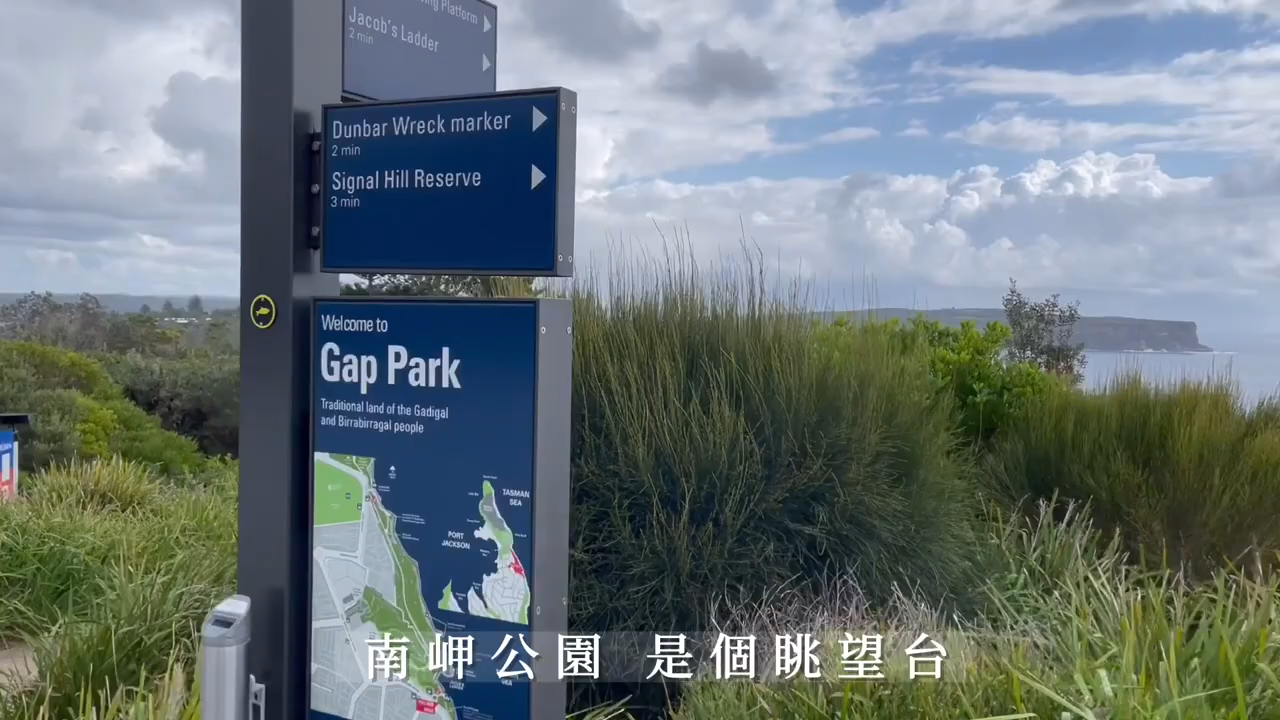 Platform
Jacob's Ladder
2 min
Dunbar Wreck marker
2 min
Signal Hill Reserve
3 min
Welcome to
Gap Park
Traditional land of the Gadigal
and Birrabirragal people
TASMAN
SEA
PORT
JACKSON
南岬公園 是個眺望台